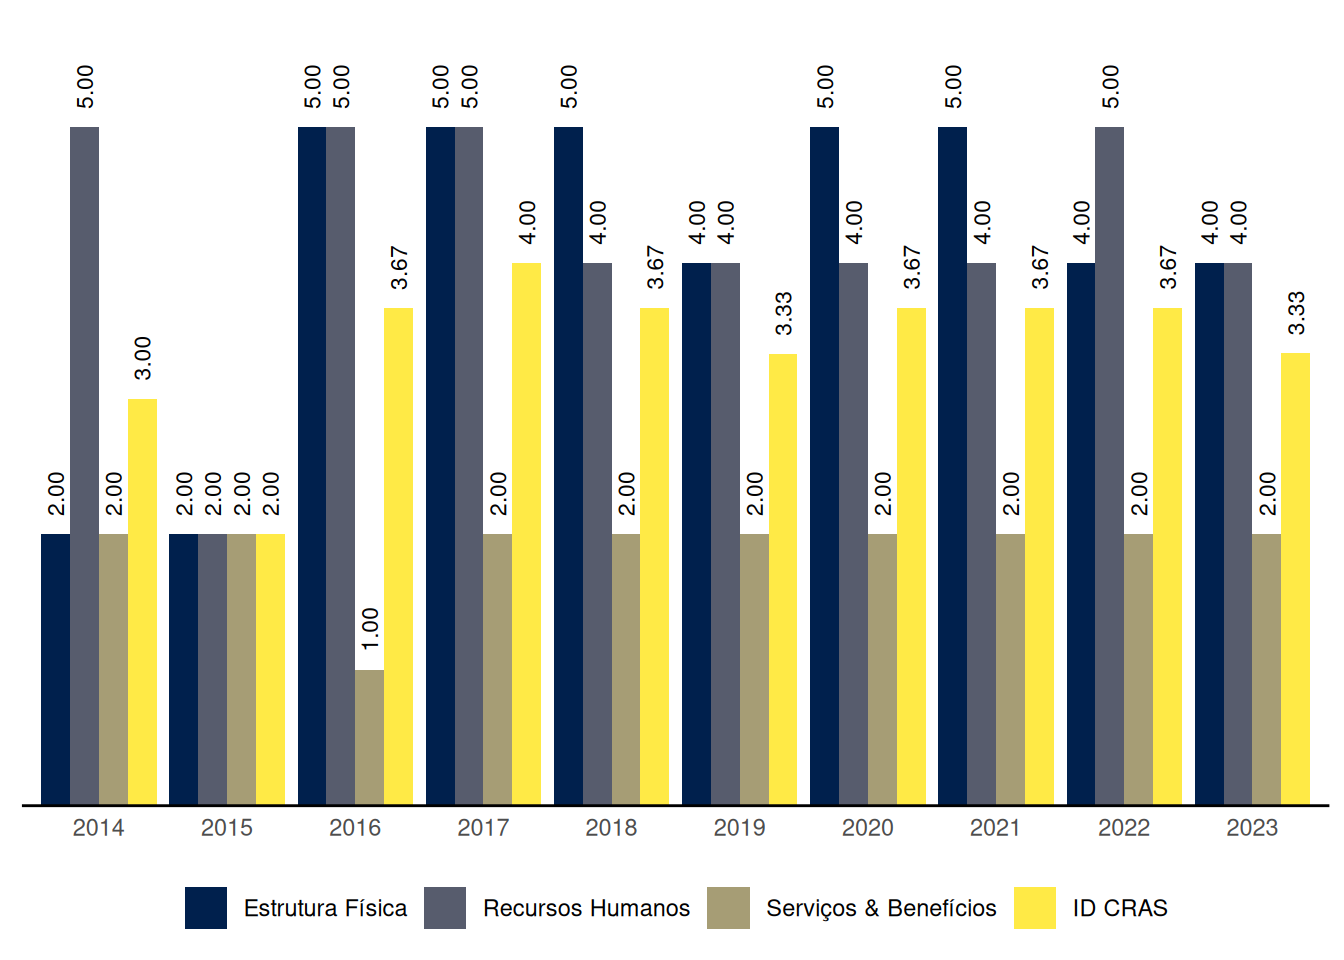 2.00 5.00 2.00 3.00
2.00 2.00 2.00 2.00
5.00 5.00 1.00 3.67
5.00 5.00 2.00 4.00
5.00 4.00 2.00 3.67
4.00 4.00 2.00 3.33
5.00 4.00 2.00 3.67
5.00 4.00 2.00 3.67
4.00 5.00 2.00 3.67
4.00 4.00 2.00 3.33
2014 2015 2016 2017 2018 2019 2020 2021 2022 2023
Estrutura Física Recursos Humanos Serviços & Benefícios ID CRAS